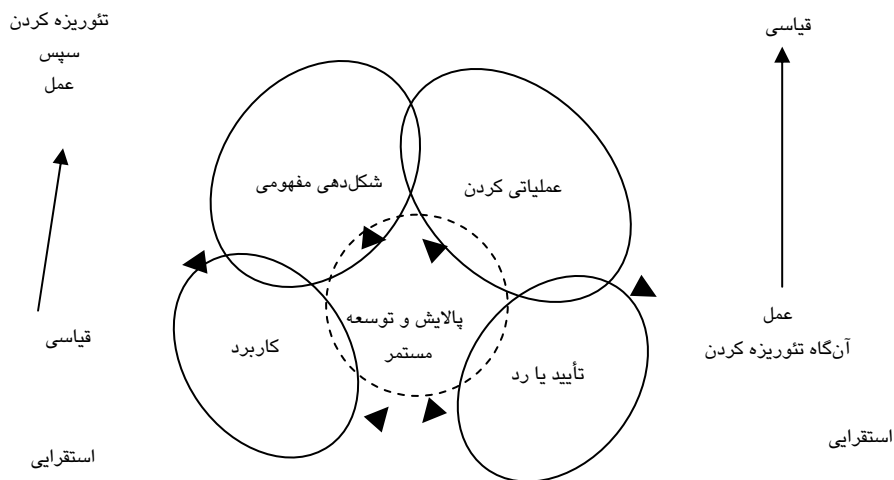 تئوریزه کردن
سپس
عمل
قیاسی
شکل‌دهی مفهومی
عملیاتی کردن
پالایش و توسعه
مستمر
کاربرد
تأیید یا رد
قیاسی
عمل
آن‌گاه تئوریزه کردن
استقرایی
استقرایی